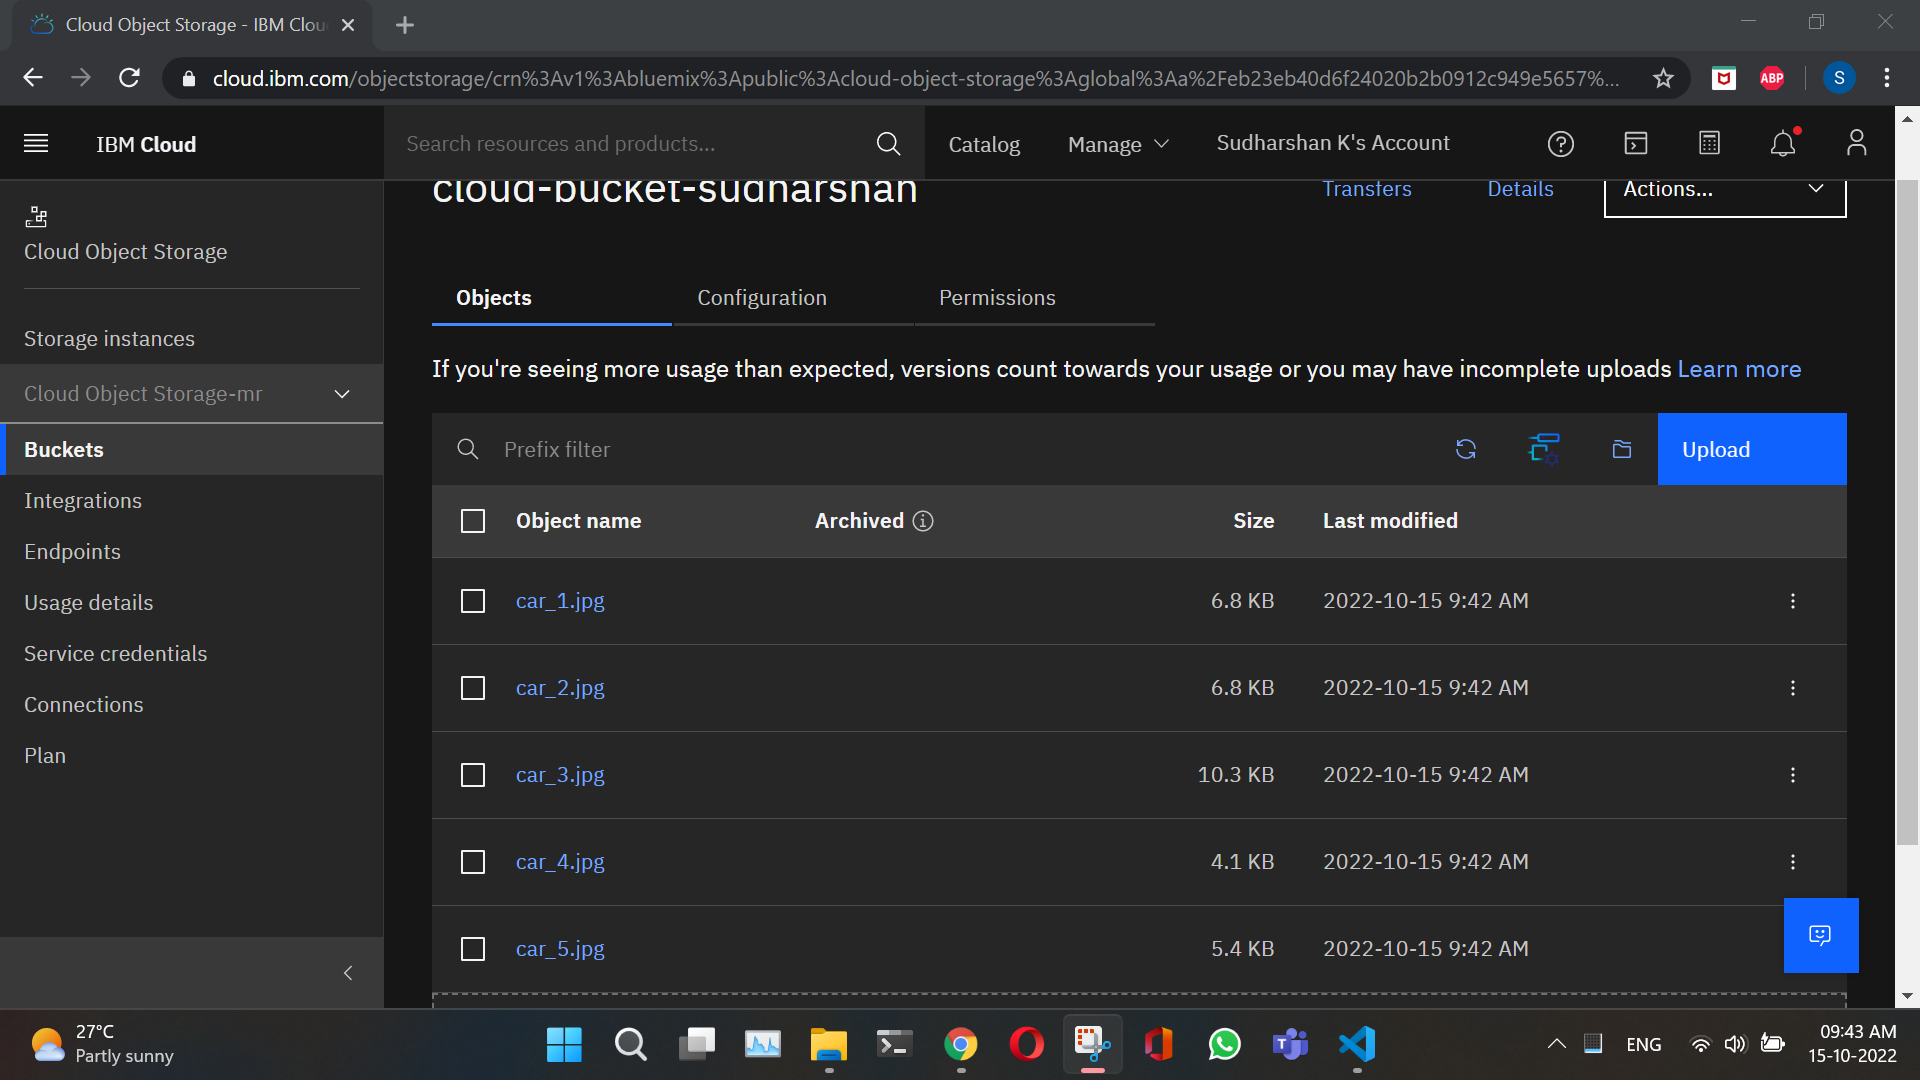 Cloud Object Storage - IBM Clou
cloud.ibm.com/objectstorage/crn%3Av1%3Abluemix%3Apublic%3Acloud-object-storage%3Aglobal%3Aa%2Feb23eb40d6f24020b2b0912c949e5657%...
ABP
S
IBM Cloud
Search resources and products...
Catalog
Manage
Sudharshan K's Account
cloud-bucket-sudharshan
Transfers
Details
Actions...
Cloud Object Storage
Storage instances
Cloud Object Storage-mr
Buckets
Integrations
Endpoints
Usage details
Service credentials
Connections
Plan
Objects
Configuration
Permissions
If you're seeing more usage than expected, versions count towards your usage or you may have incomplete uploads Learn more
Prefix filter
Upload
Object name Archived Size Last modified
car_1.jpg 6.8 KB 2022-10-15 9:42 AM
car_2.jpg 6.8 KB 2022-10-15 9:42 AM
car_3.jpg 10.3 KB 2022-10-15 9:42 AM
car_4.jpg 4.1 KB 2022-10-15 9:42 AM
car_5.jpg 5.4 KB 2022-10-15 9:42 AM
27°C
Partly sunny
ENG
09:43 AM
15-10-2022